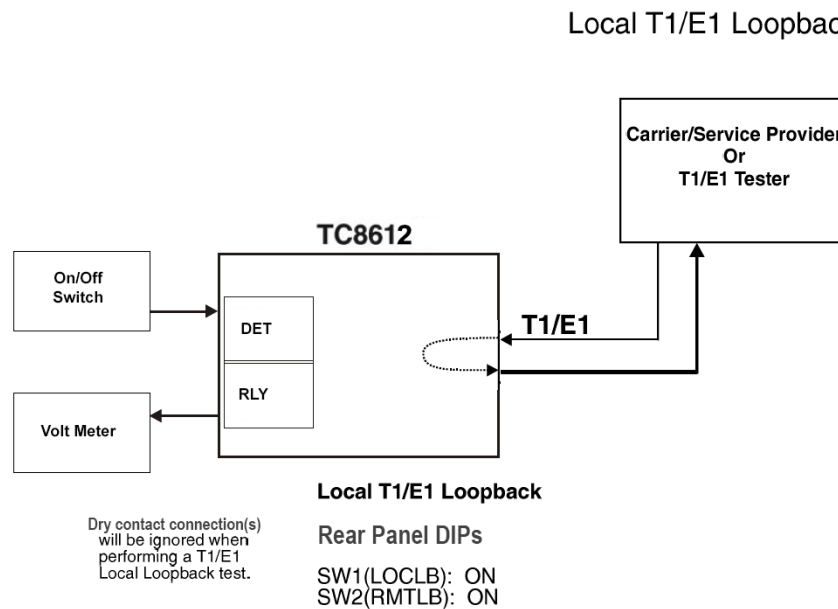 Local T1/E1 Loopbac
Carrier/Service Provider
Or
T1/E1 Tester
TC8612
On/Off
Switch
DET
T1/E1
RLY
Volt Meter
Local T1/E1 Loopback
Dry contact connection(s)
will be ignored when
performing a T1/E1
Local Loopback test.
Rear Panel DIPs
SW1(LOCLB): ON
SW2(RMTLB): ON